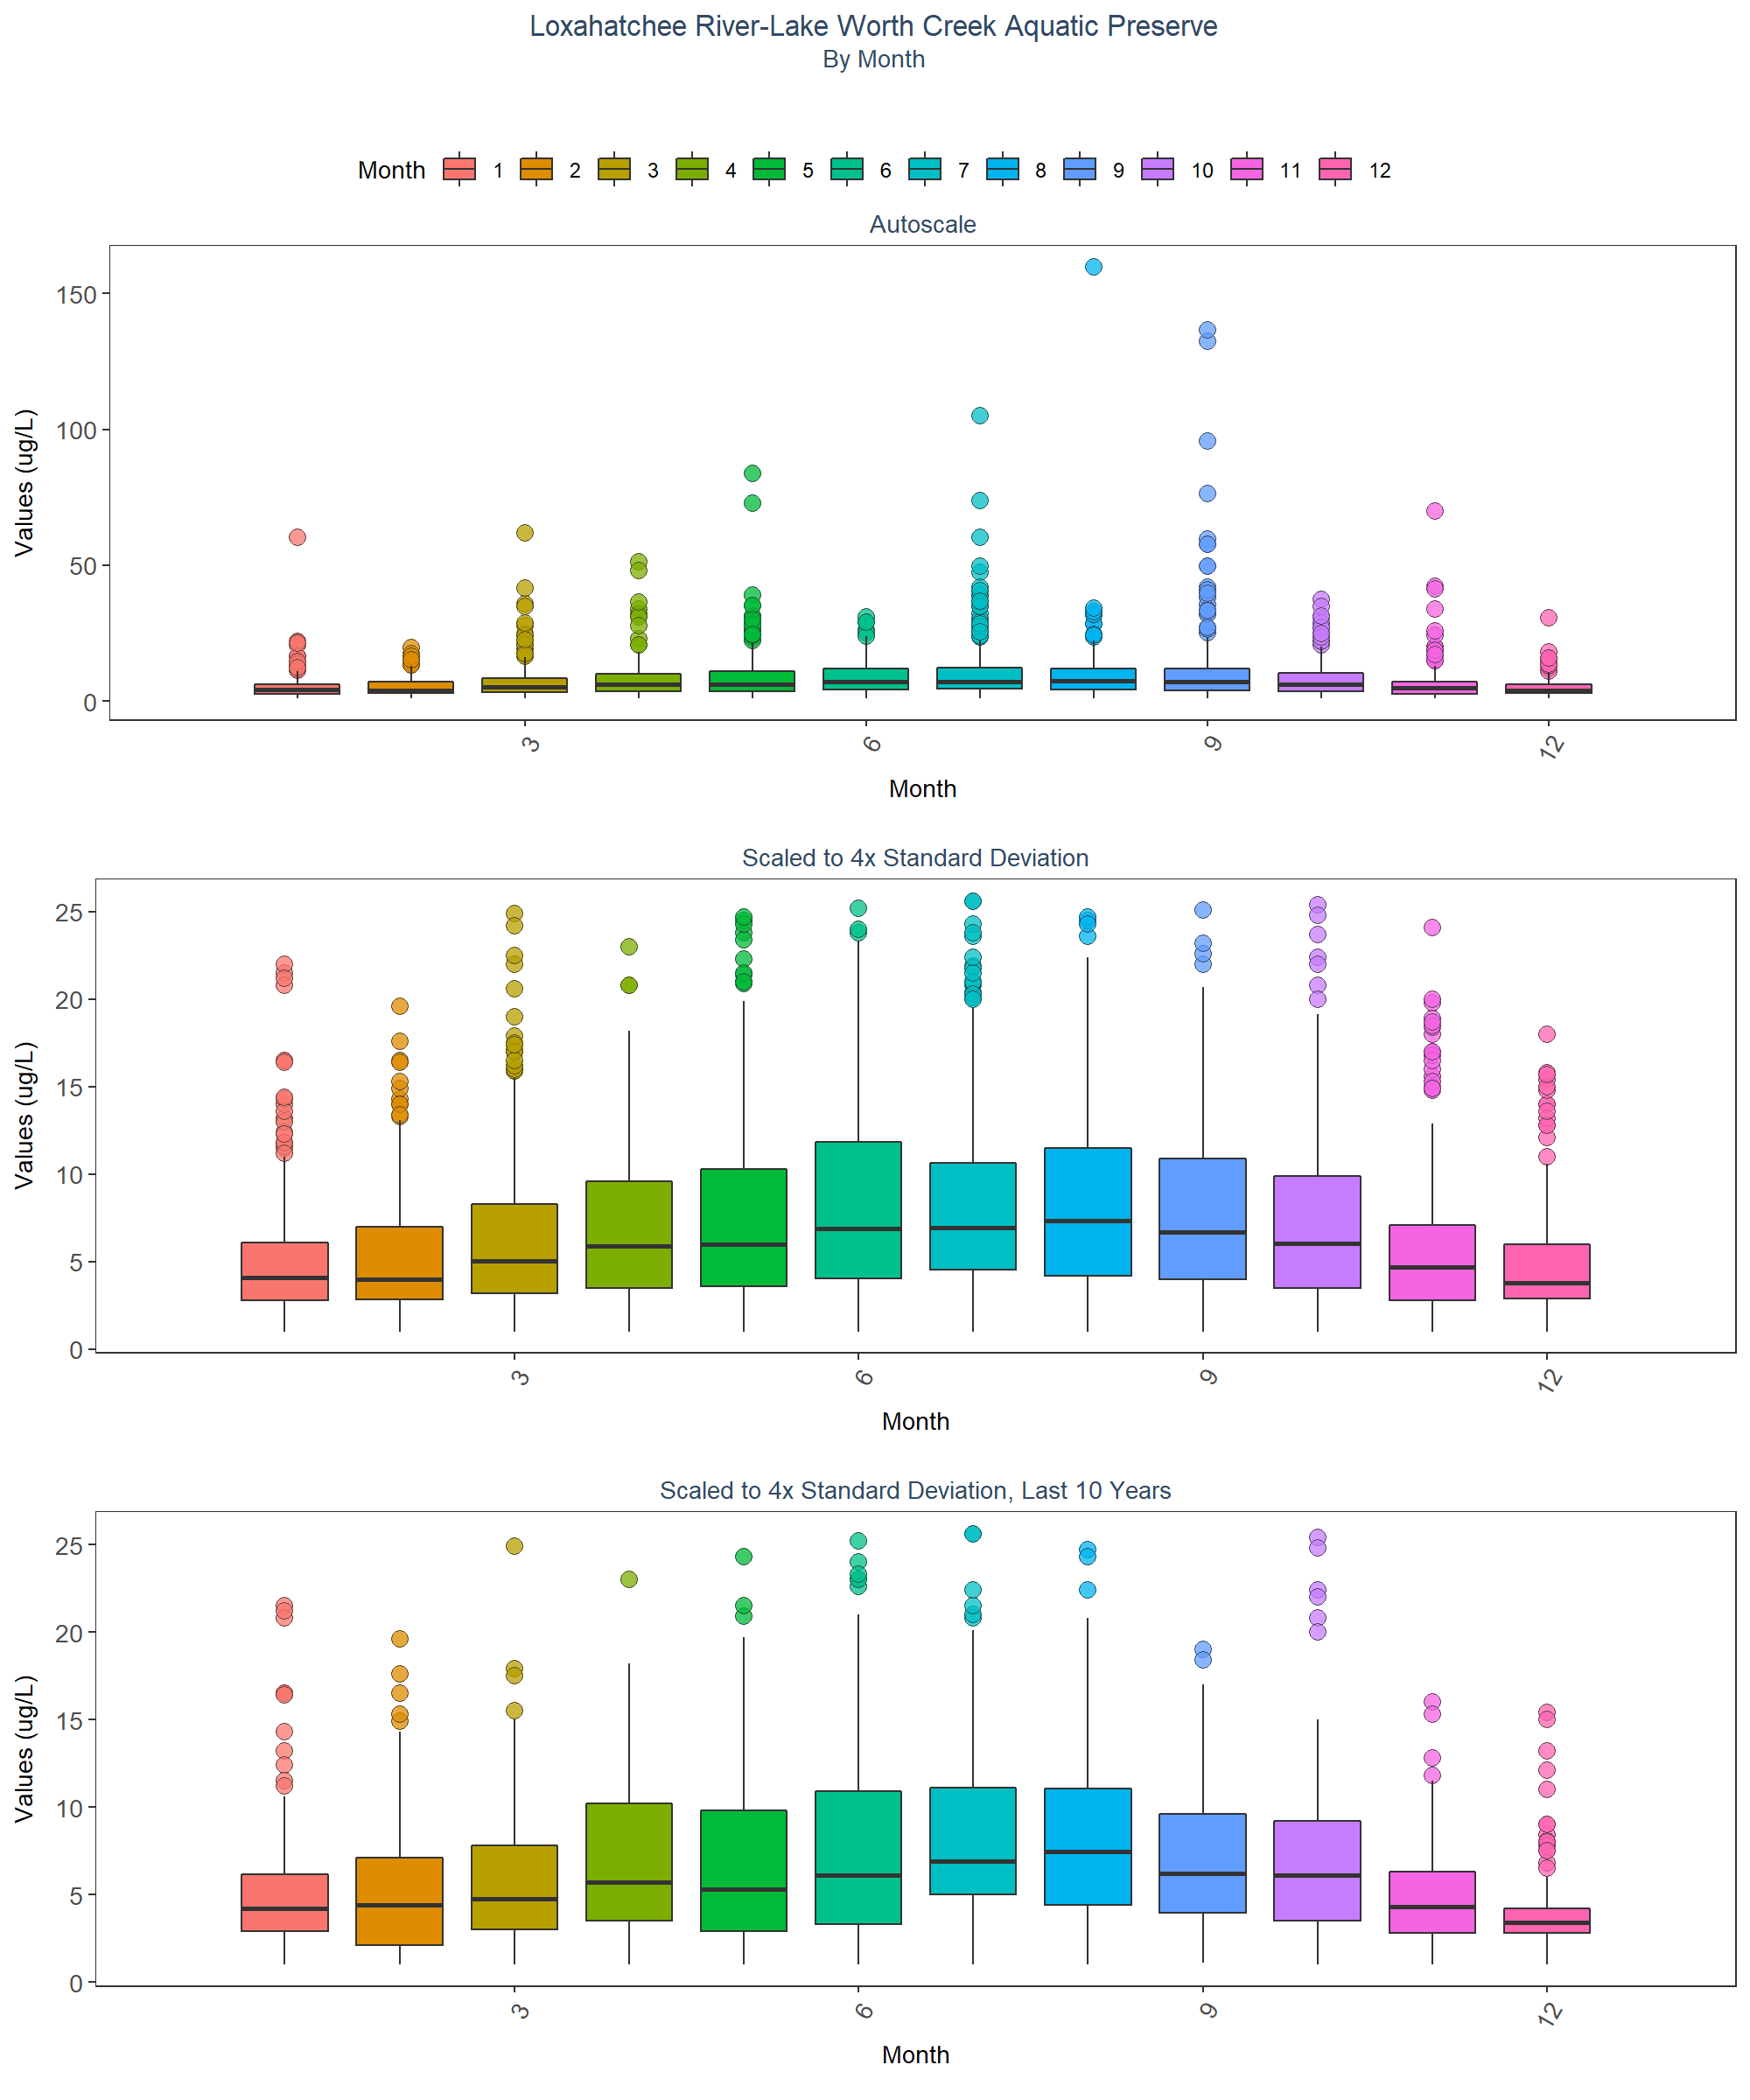 Loxahatchee River-Lake Worth Creek Aquatic Preserve
By Month
Month 1 2 3 4 5 6 7 8 9 10 11 12
Autoscale
Values (ug/L)
150
100
50
0
3 6 9 12
Month
Scaled to 4x Standard Deviation
Values (ug/L)
25
20
15
10
5
0
3 6 9 12
Month
Scaled to 4x Standard Deviation, Last 10 Years
Values (ug/L)
25
20
15
10
5
0
3 6 9 12
Month